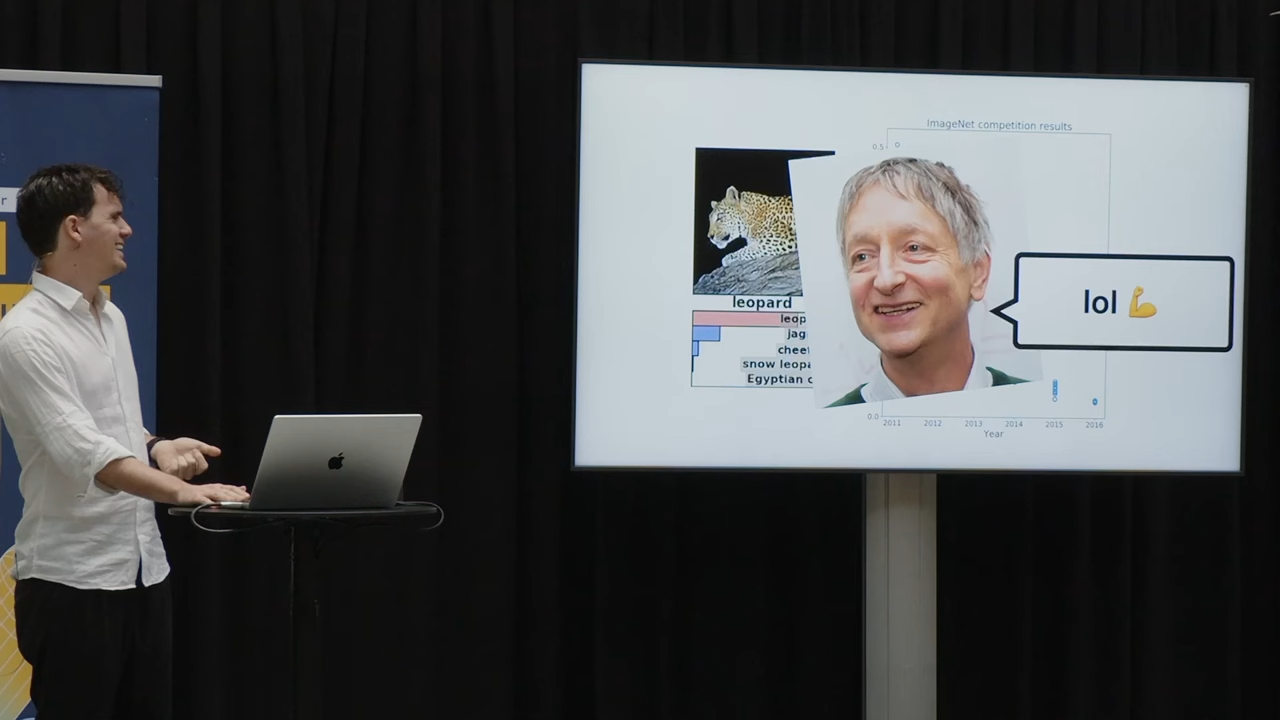 r
ImageNet competition results
0.5
leopard
leop
jag
chee
snow leopa
Egyptian c
lol 💪
0.0
2011 2012 2013 2014 2015 2016
Year